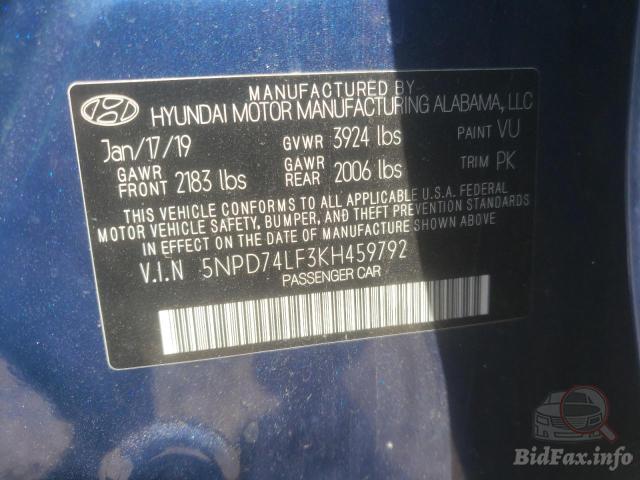 MANUFACTURED BY
HYUNDAI MOTOR MANUFACTURING ALABAMA, LLC
Jan/17/19 GVWR 3924 lbs PAINT VU
GAWR FRONT 2183 lbs GAWR REAR 2006 lbs TRIM PK
THIS VEHICLE CONFORMS TO ALL APPLICABLE U.S.A. FEDERAL
MOTOR VEHICLE SAFETY, BUMPER, AND THEFT PREVENTION STANDARDS
IN EFFECT ON THE DATE OF MANUFACTURE SHOWN ABOVE
V.I.N 5NPD74LF3KH459792
PASSENGER CAR
BidFax.info